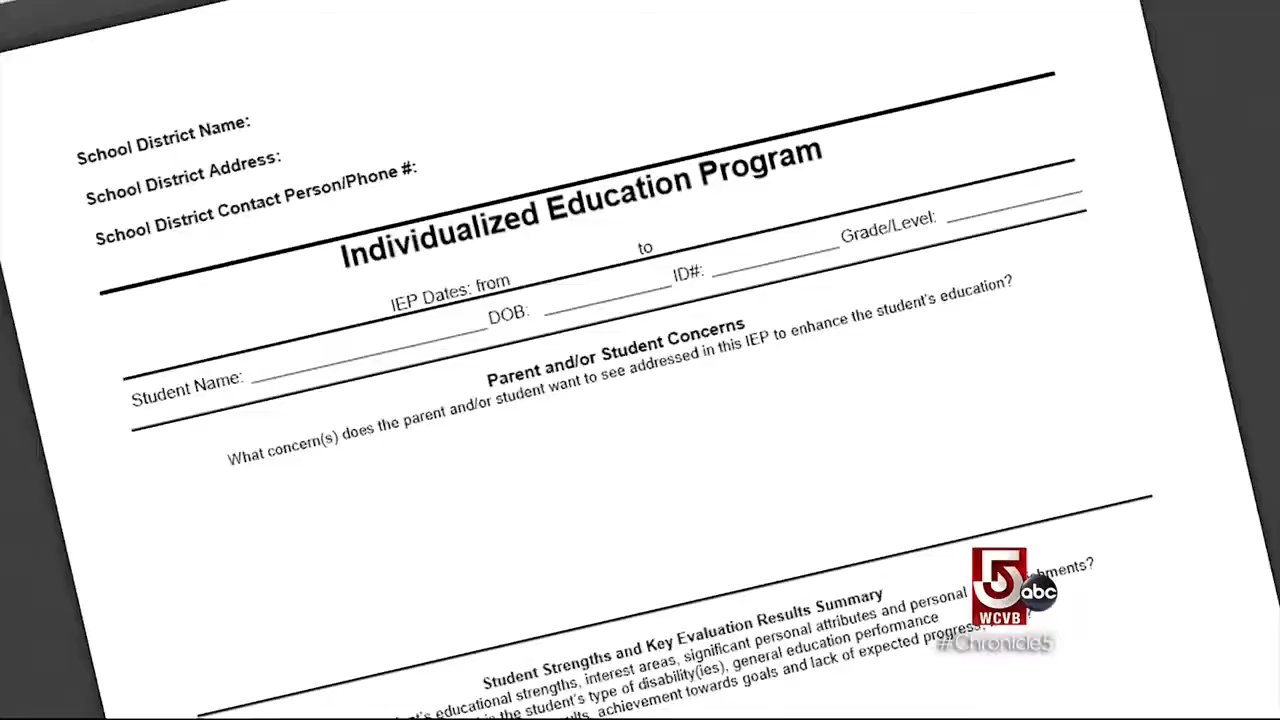 School District Name:
School District Address:
School District Contact Person/Phone #:
Individualized Education Program
IEP Dates: from to
Student Name: DOB: ID#: Grade/Level:
Parent and/or Student Concerns
What concern(s) does the parent and/or student want to see addressed in this IEP to enhance the student's education?
Student Strengths and Key Evaluation Results Summary
educational strengths, interest areas, significant personal attributes and personal
is the student's type of disability(ies), general education performance
achievement towards goals and lack of expected progress,
5
abc
WCVB
#Chronicle5